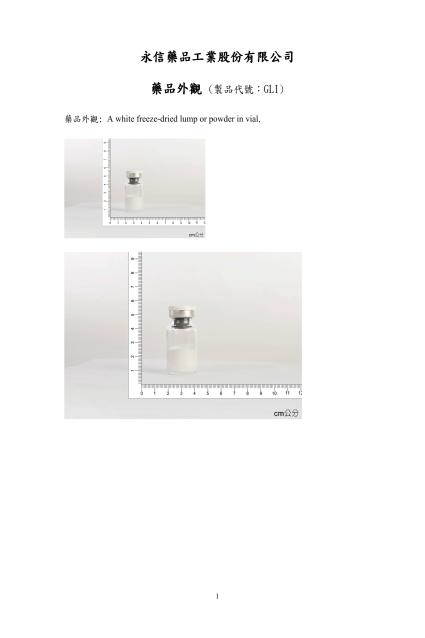 永信藥品工業股份有限公司
藥品外觀 (製品代號：GLI)
藥品外觀: A white freeze-dried lump or powder in vial.
cm公分
0 1 2 3 4 5 6 7 8 9 10 11 12
cm公分
1